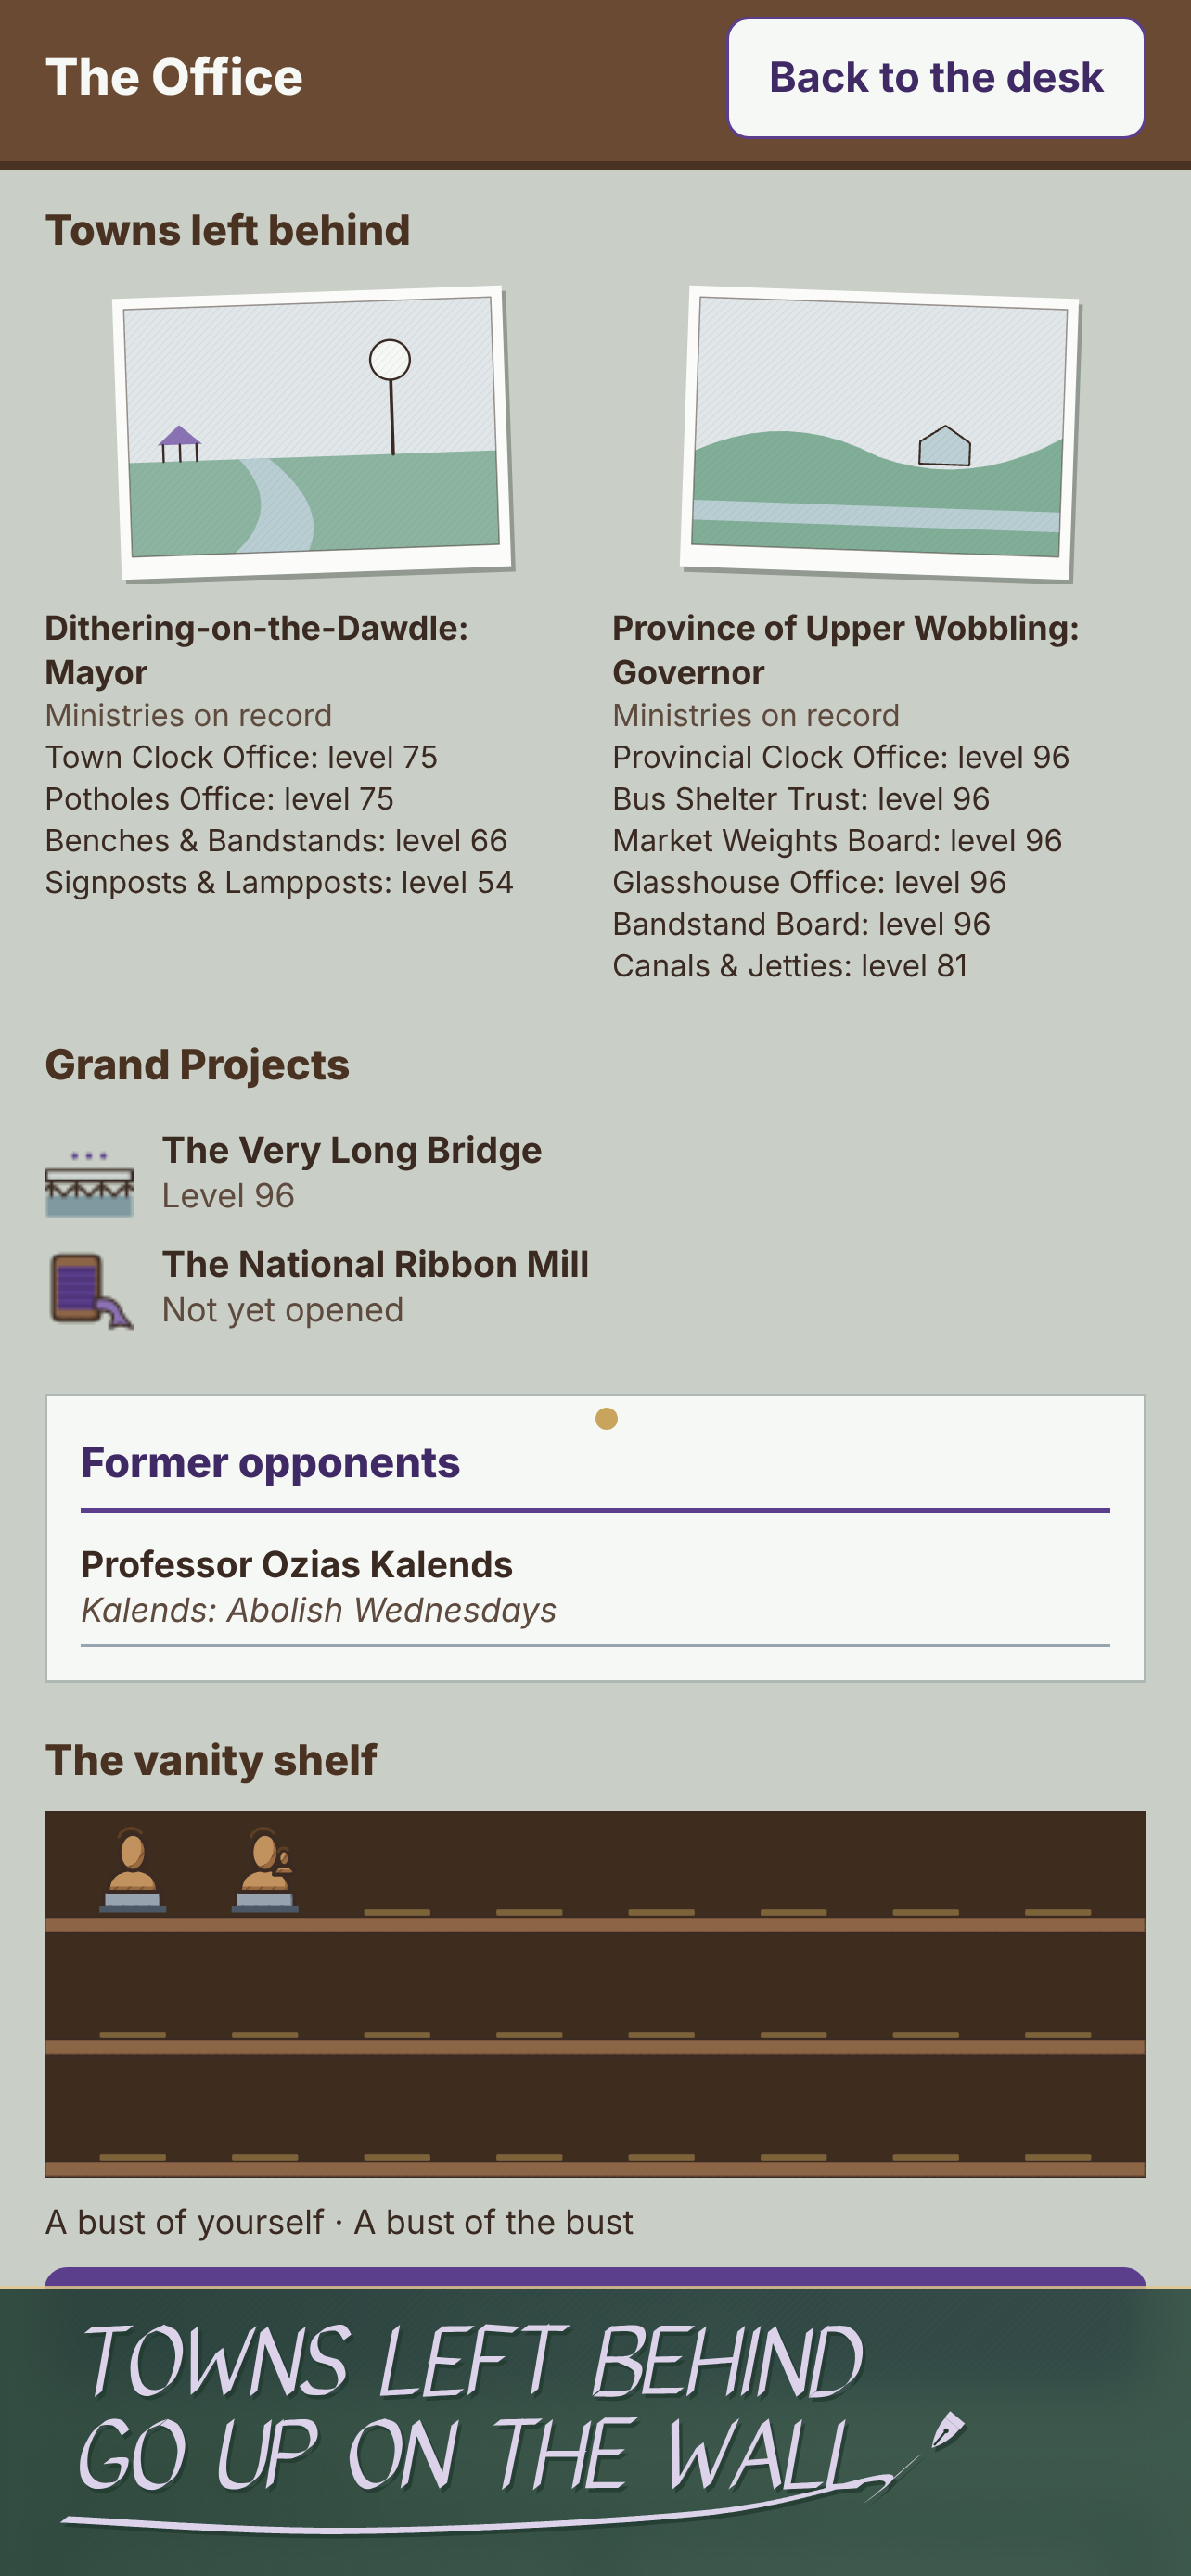 The Office
Back to the desk
Towns left behind
Dithering-on-the-Dawdle:
Mayor
Ministries on record
Town Clock Office: level 75
Potholes Office: level 75
Benches & Bandstands: level 66
Signposts & Lampposts: level 54
Province of Upper Wobbling:
Governor
Ministries on record
Provincial Clock Office: level 96
Bus Shelter Trust: level 96
Market Weights Board: level 96
Glasshouse Office: level 96
Bandstand Board: level 96
Canals & Jetties: level 81
Grand Projects
The Very Long Bridge
Level 96
The National Ribbon Mill
Not yet opened
Former opponents
Professor Ozias Kalends
Kalends: Abolish Wednesdays
The vanity shelf
A bust of yourself · A bust of the bust
TOWNS LEFT BEHIND
GO UP ON THE WALL